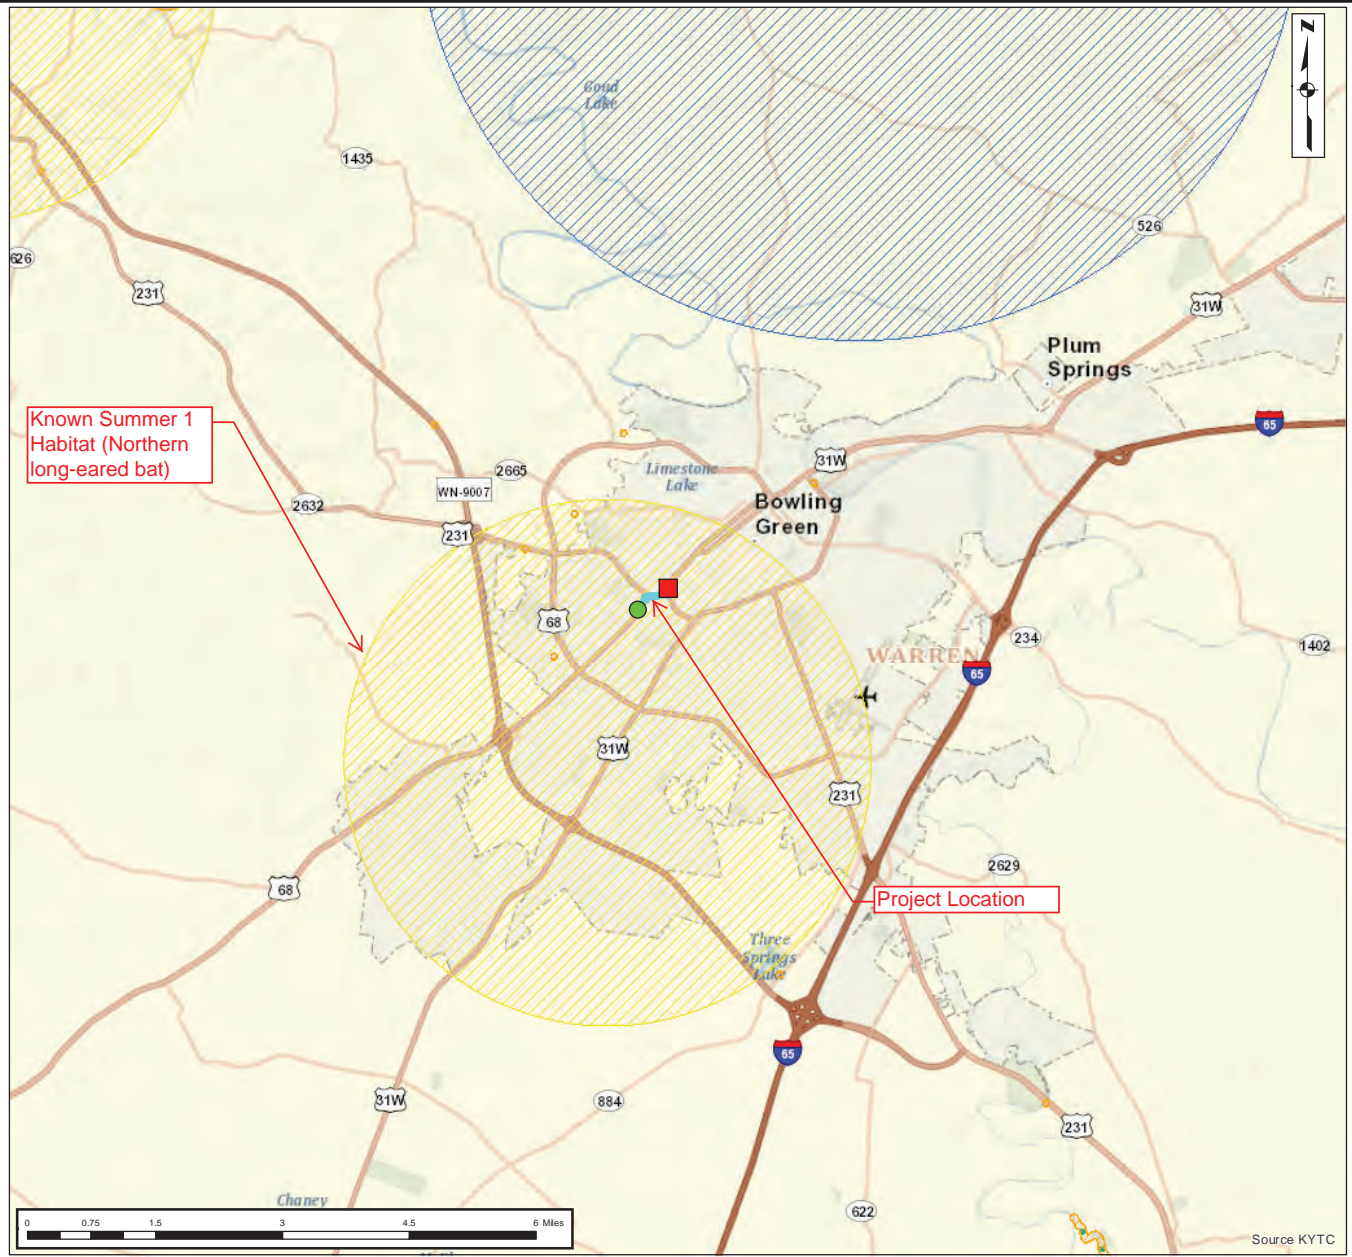 N
Goud
Lake
1435
526
626
231
31W
Plum
Springs
Known Summer 1
Habitat (Northern
long-eared bat)
65
31W
Limestone
Lake
2665
WN-9007
Bowling
Green
2632
231
68
234
1402
WARREN
65
31W
231
2629
68
Project Location
Three
Springs
Lake
65
31W
884
231
Chaney
622
0 0.75 1.5 3 4.5 6 Miles
Source KYTC